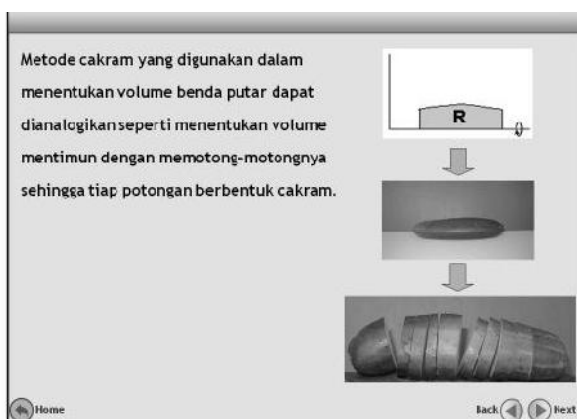 Metode cakram yang digunakan dalam
menentukan volume benda putar dapat
dianalogikan seperti menentukan volume
mentimun dengan memotong-motongnya
sehingga tiap potongan berbentuk cakram.
R
Home
Back
Next